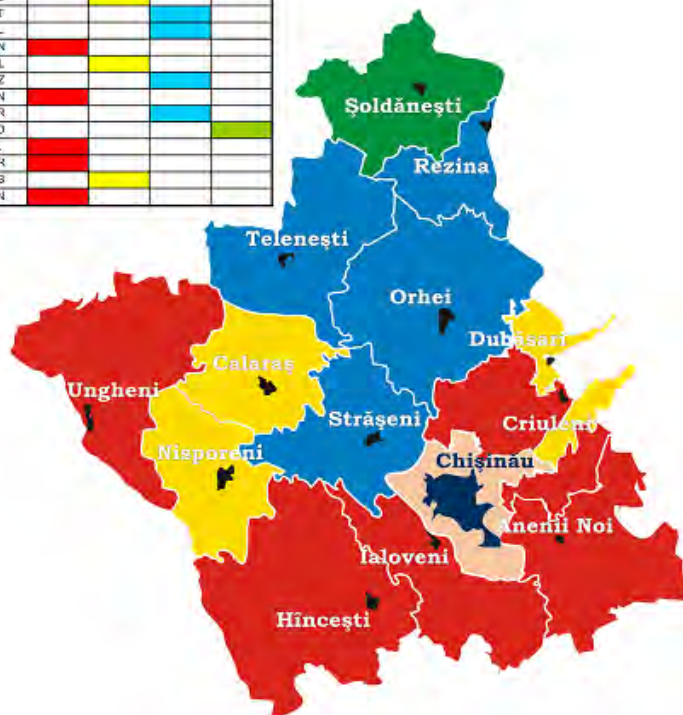 T
L
N
L
Z
N
R
D
L
R
B
N
Şoldăneşti
Rezina
Teleneşti
Orhei
Dubăsari
Calaraş
Ungheni
Criuleni
Străşeni
Nisporeni
Chişinău
Anenii Noi
Ialoveni
Hînceşti